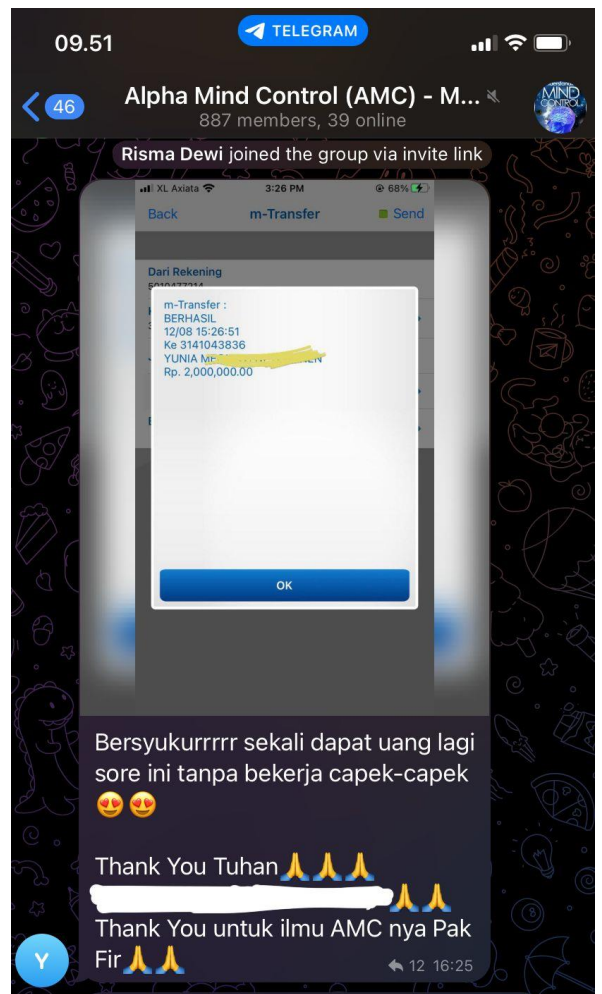 09.51
TELEGRAM
46
Alpha Mind Control (AMC) - M...
887 members, 39 online
MIND
CONTROL
Risma Dewi joined the group via invite link
XL Axiata 3:26 PM 68%
Back m-Transfer Send
Dari Rekening
m-Transfer :
BERHASIL
12/08 15:26:51
Ke 3141043836
YUNIA
Rp. 2,000,000.00
OK
Bersyukurrrrr sekali dapat uang lagi
sore ini tanpa bekerja capek-capek
😍😍
Thank You Tuhan🙏🙏🙏
🙏🙏
Thank You untuk ilmu AMC nya Pak
Fir🙏🙏
12 16:25
Y